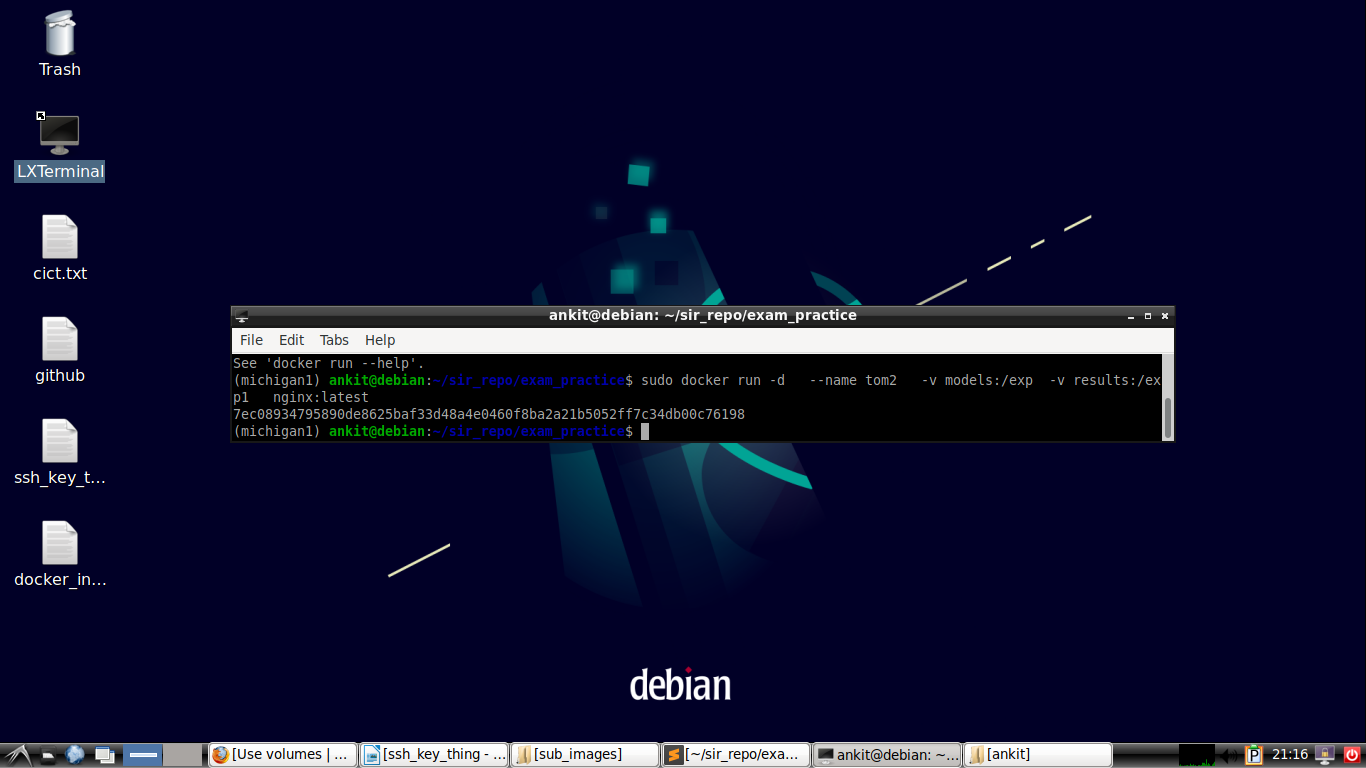 Trash
LXTerminal
cict.txt
github
ssh_key_t...
docker_in...
ankit@debian: ~/sir_repo/exam_practice
File Edit Tabs Help
See 'docker run --help'.
(michigan1) ankit@debian:~/sir_repo/exam_practice$ sudo docker run -d   --name tom2   -v models:/exp  -v results:/ex
p1   nginx:latest
7ec08934795890de8625baf33d48a4e0460f8ba2a21b5052ff7c34db00c76198
(michigan1) ankit@debian:~/sir_repo/exam_practice$
debian
[Use volumes | ... [ssh_key_thing - ... [sub_images] [~/sir_repo/exa... ankit@debian: ~... [ankit] P 21:16